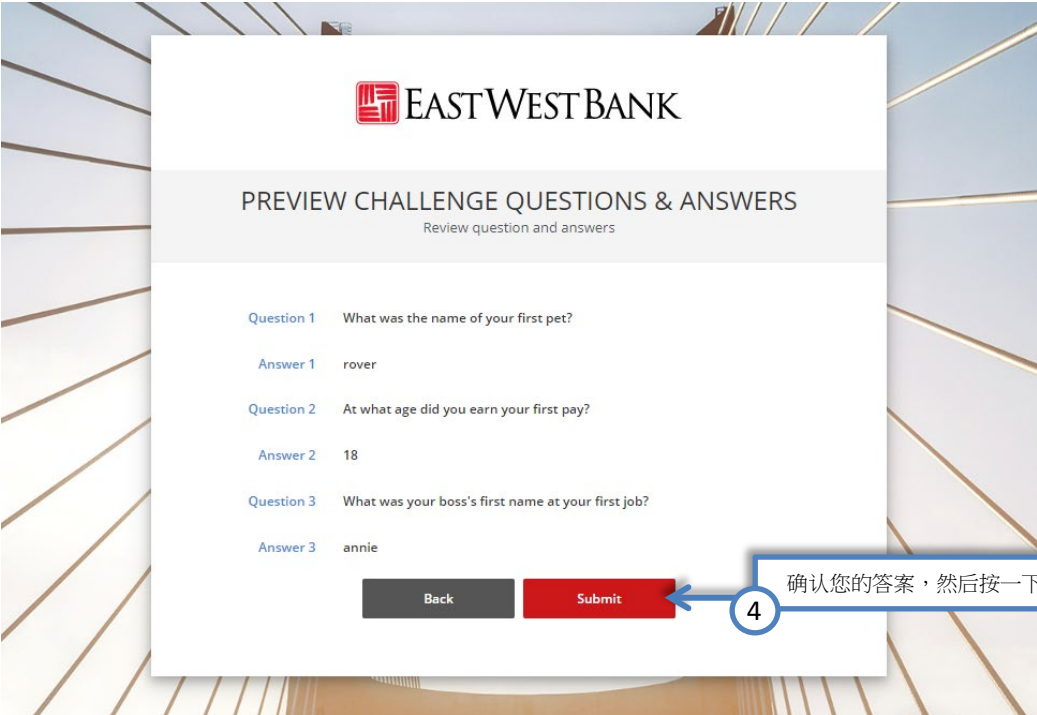 EAST WEST BANK
PREVIEW CHALLENGE QUESTIONS & ANSWERS
Review question and answers
Question 1 What was the name of your first pet?
Answer 1 rover
Question 2 At what age did you earn your first pay?
Answer 2 18
Question 3 What was your boss's first name at your first job?
Answer 3 annie
Back Submit
4 确认您的答案，然后按一下